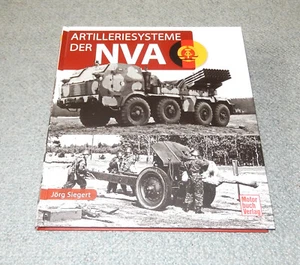 ARTILLERIESYSTEME
DER NVA
Jörg Siegert
Motor
buch
Verlag